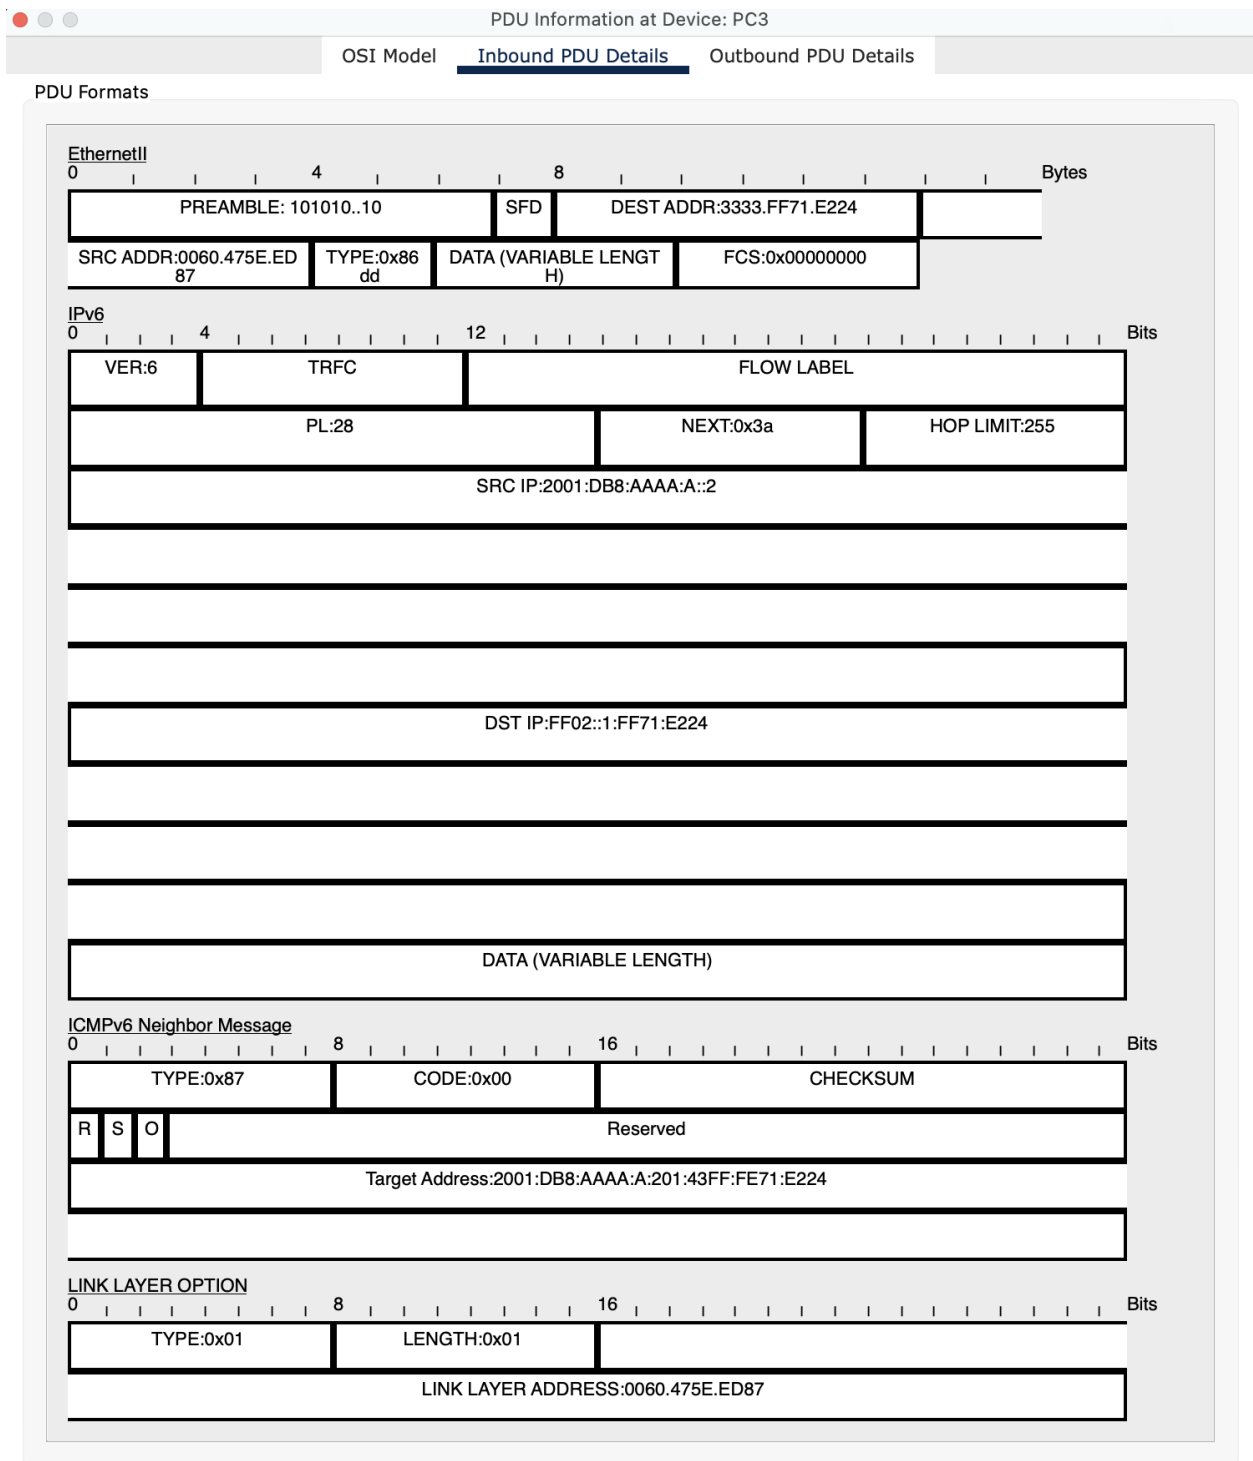 PDU Information at Device: PC3
OSI Model Inbound PDU Details Outbound PDU Details
PDU Formats
EthernetII
0 4 8 Bytes
PREAMBLE: 101010..10 SFD DEST ADDR:3333.FF71.E224
SRC ADDR:0060.475E.ED
87
TYPE:0x86
dd
DATA (VARIABLE LENGT
H)
FCS:0x00000000
IPv6
0 4 12 Bits
VER:6 TRFC FLOW LABEL
PL:28 NEXT:0x3a HOP LIMIT:255
SRC IP:2001:DB8:AAAA:A::2
DST IP:FF02::1:FF71:E224
DATA (VARIABLE LENGTH)
ICMPv6 Neighbor Message
0 8 16 Bits
TYPE:0x87 CODE:0x00 CHECKSUM
R S O Reserved
Target Address:2001:DB8:AAAA:A:201:43FF:FE71:E224
LINK LAYER OPTION
0 8 16 Bits
TYPE:0x01 LENGTH:0x01
LINK LAYER ADDRESS:0060.475E.ED87